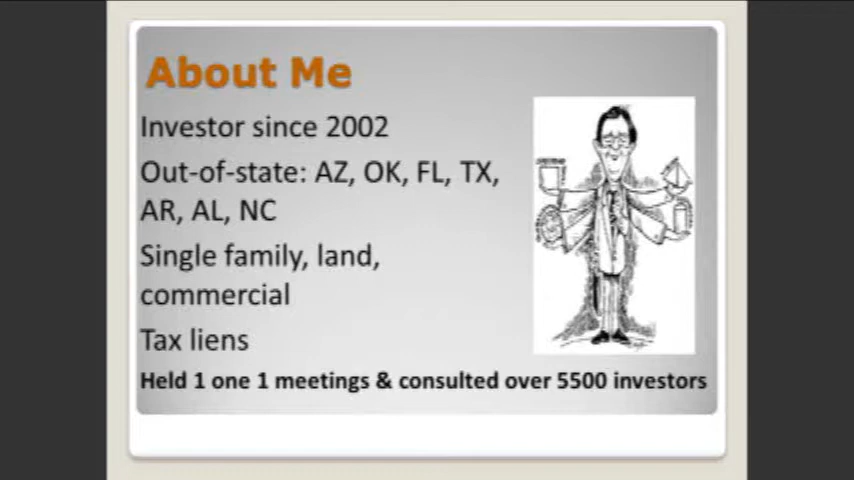 About Me
Investor since 2002
Out-of-state: AZ, OK, FL, TX,
AR, AL, NC
Single family, land,
commercial
Tax liens
Held 1 one 1 meetings & consulted over 5500 investors